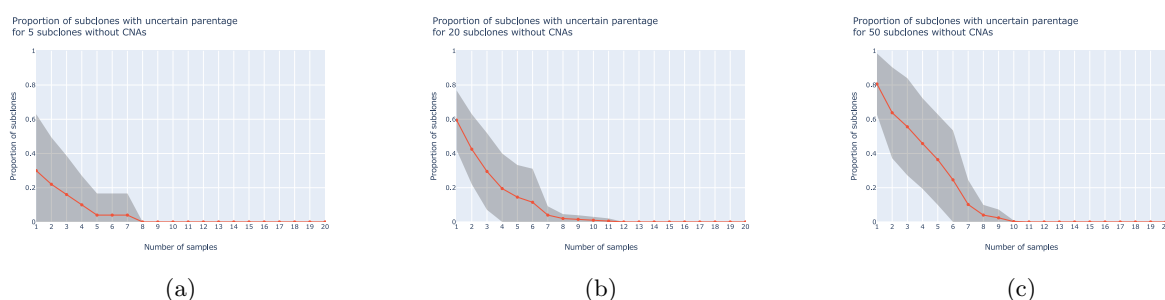 Proportion of subclones with uncertain parentage
for 5 subclones without CNAs
1
0.8
0.6
0.4
0.2
0
Proportion of subclones
1 2 3 4 5 6 7 8 9 10 11 12 13 14 15 16 17 18 19 20
Number of samples
(a)
Proportion of subclones with uncertain parentage
for 20 subclones without CNAs
1
0.8
0.6
0.4
0.2
0
Proportion of subclones
1 2 3 4 5 6 7 8 9 10 11 12 13 14 15 16 17 18 19 20
Number of samples
(b)
Proportion of subclones with uncertain parentage
for 50 subclones without CNAs
1
0.8
0.6
0.4
0.2
0
Proportion of subclones
1 2 3 4 5 6 7 8 9 10 11 12 13 14 15 16 17 18 19 20
Number of samples
(c)